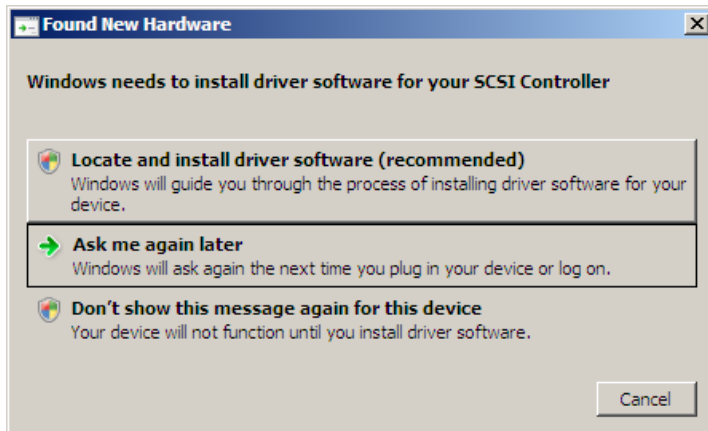 Found New Hardware
Windows needs to install driver software for your SCSI Controller
Locate and install driver software (recommended)
Windows will guide you through the process of installing driver software for your
device.
Ask me again later
Windows will ask again the next time you plug in your device or log on.
Don't show this message again for this device
Your device will not function until you install driver software.
Cancel